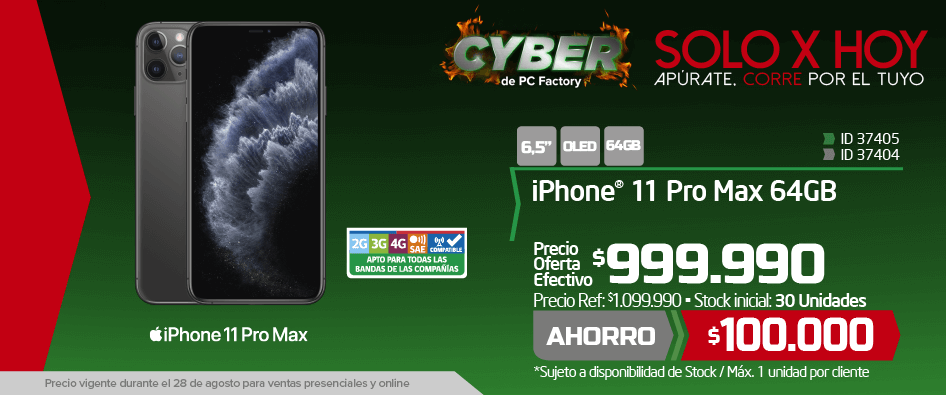 CYBER
de PC Factory
SOLO X HOY
APÚRATE, CORRE POR EL TUYO
6,5” OLED 64GB
ID 37405
ID 37404
iPhone® 11 Pro Max 64GB
2G 3G 4G SAE COMPATIBLE
APTO PARA TODAS LAS
BANDAS DE LAS COMPAÑÍAS
Precio
Oferta
Efectivo
$999.990
Precio Ref: $1.099.990 ▪ Stock inicial: 30 Unidades
iPhone 11 Pro Max
AHORRO $100.000
*Sujeto a disponibilidad de Stock / Máx. 1 unidad por cliente
Precio vigente durante el 28 de agosto para ventas presenciales y online